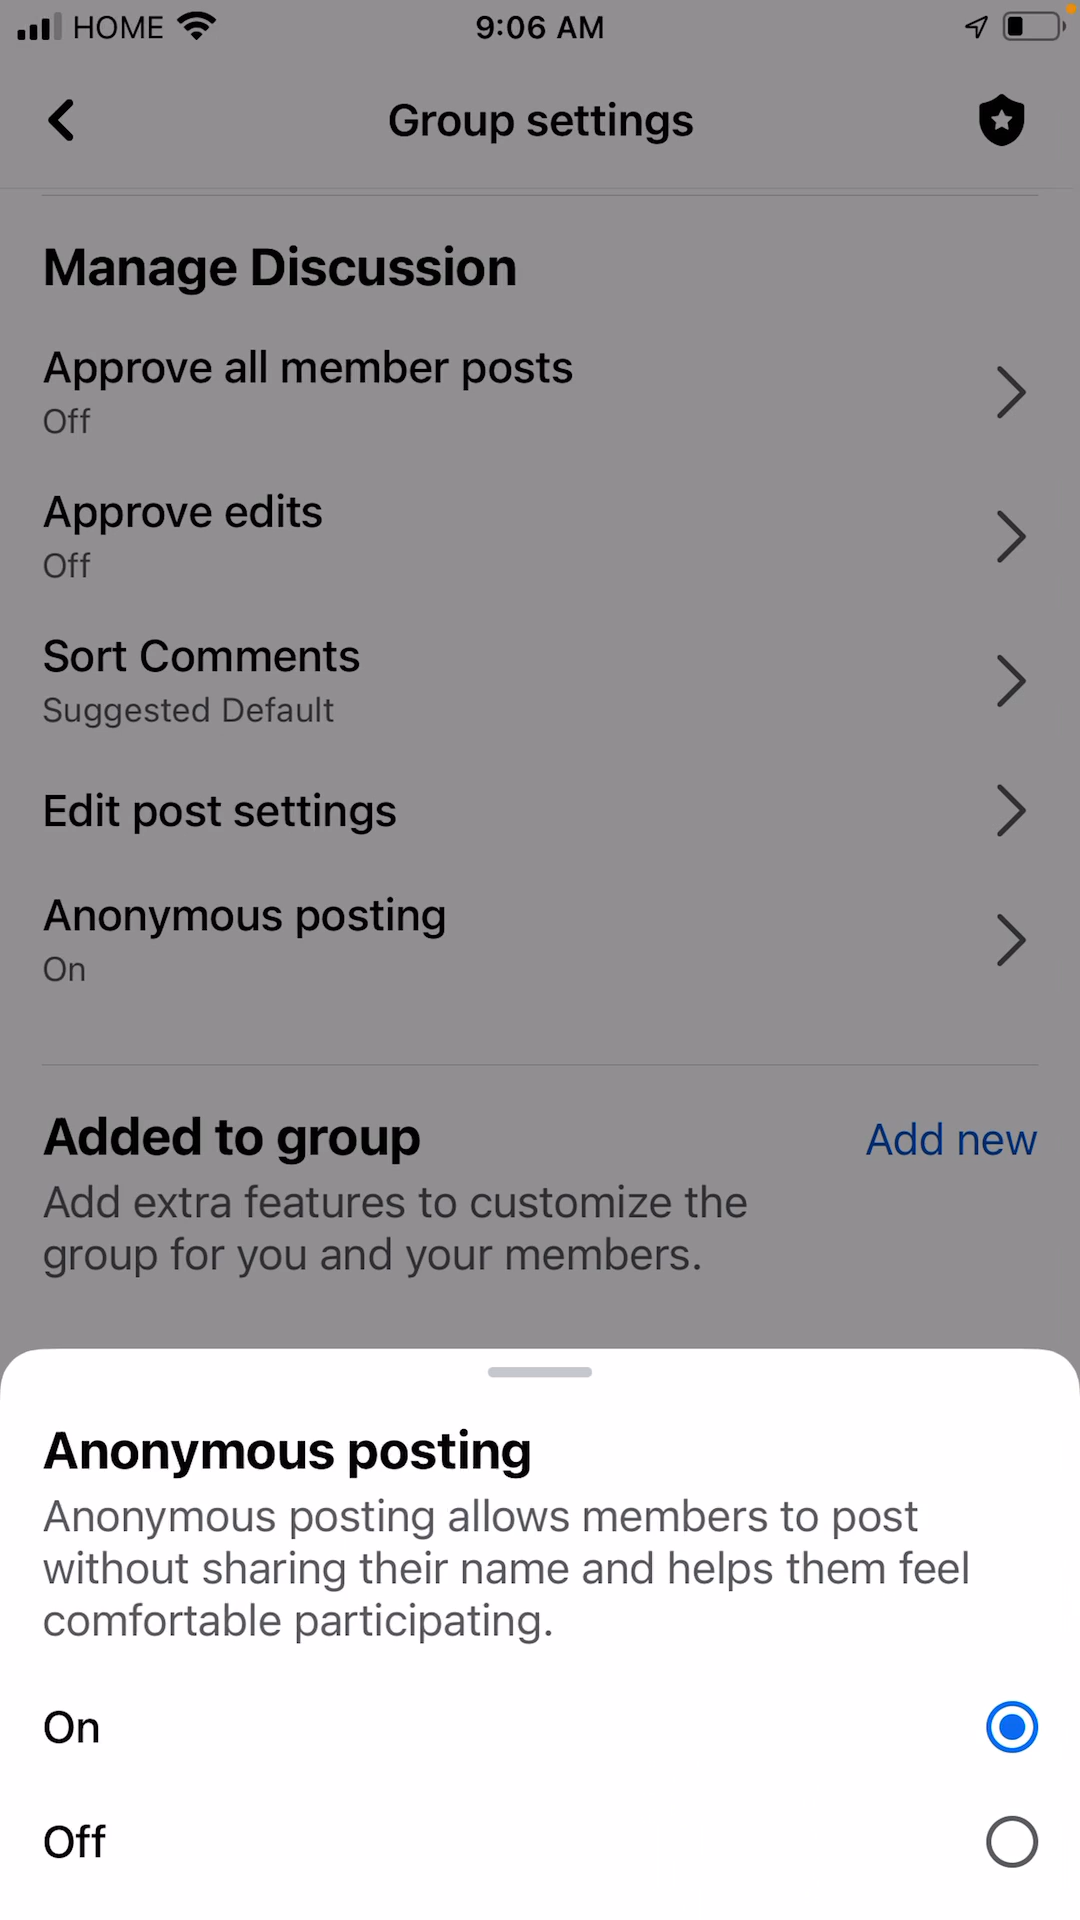 HOME 9:06 AM
Group settings
Manage Discussion
Approve all member posts
Off
Approve edits
Off
Sort Comments
Suggested Default
Edit post settings
Anonymous posting
On
Added to group Add new
Add extra features to customize the
group for you and your members.
Anonymous posting
Anonymous posting allows members to post
without sharing their name and helps them feel
comfortable participating.
On
Off